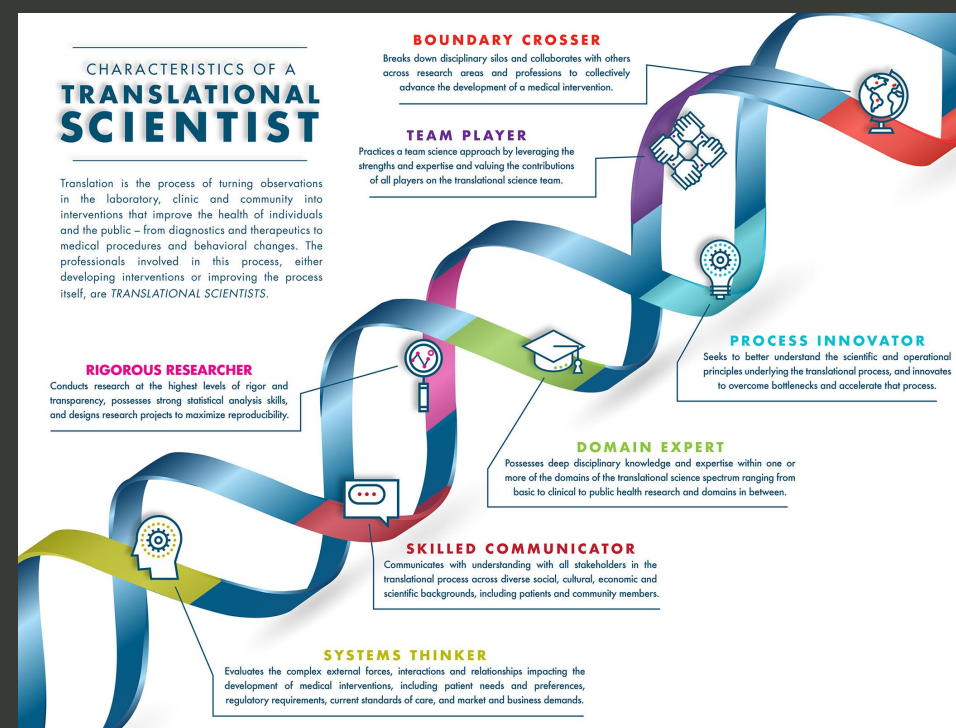 CHARACTERISTICS OF A
TRANSLATIONAL
SCIENTIST
Translation is the process of turning observations
in the laboratory, clinic and community into
interventions that improve the health of individuals
and the public – from diagnostics and therapeutics to
medical procedures and behavioral changes. The
professionals involved in this process, either
developing interventions or improving the process
itself, are TRANSLATIONAL SCIENTISTS.
BOUNDARY CROSSER
Breaks down disciplinary silos and collaborates with others
across research areas and professions to collectively
advance the development of a medical intervention.
TEAM PLAYER
Practices a team science approach by leveraging the
strengths and expertise and valuing the contributions
of all players on the translational science team.
PROCESS INNOVATOR
Seeks to better understand the scientific and operational
principles underlying the translational process, and innovates
to overcome bottlenecks and accelerate that process.
RIGOROUS RESEARCHER
Conducts research at the highest levels of rigor and
transparency, possesses strong statistical analysis skills,
and designs research projects to maximize reproducibility.
DOMAIN EXPERT
Possesses deep disciplinary knowledge and expertise within one or
more of the domains of the translational science spectrum ranging from
basic to clinical to public health research and domains in between.
SKILLED COMMUNICATOR
Communicates with understanding with all stakeholders in the
translational process across diverse social, cultural, economic and
scientific backgrounds, including patients and community members.
SYSTEMS THINKER
Evaluates the complex external forces, interactions and relationships impacting the
development of medical interventions, including patient needs and preferences,
regulatory requirements, current standards of care, and market and business demands.